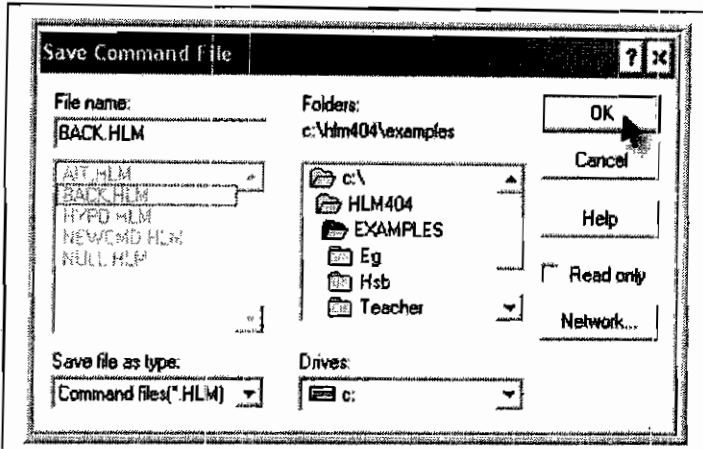 Save Command File
File name:
BACK.HLM
AIT.HLM
BACK.HLM
HYPO HLM
NEWCMD HLM
NULL.HLM
Save file as type:
Command files(*.HLM)
Folders:
c:\hlm404\examples
c:\
HLM404
EXAMPLES
Eg
Hsb
Teacher
Drives:
c:
OK
Cancel
Help
Read only
Network...